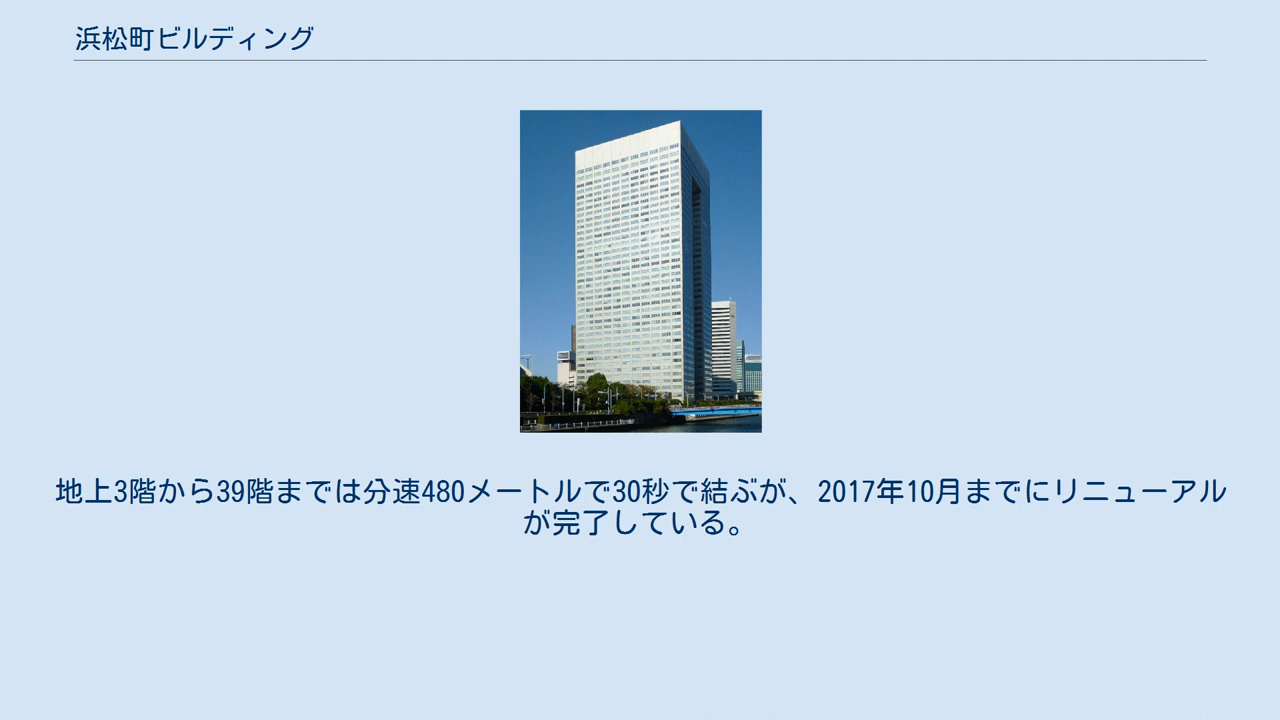 浜松町ビルディング
地上3階から39階までは分速480メートルで30秒で結ぶが、2017年10月までにリニューアル
が完了している。